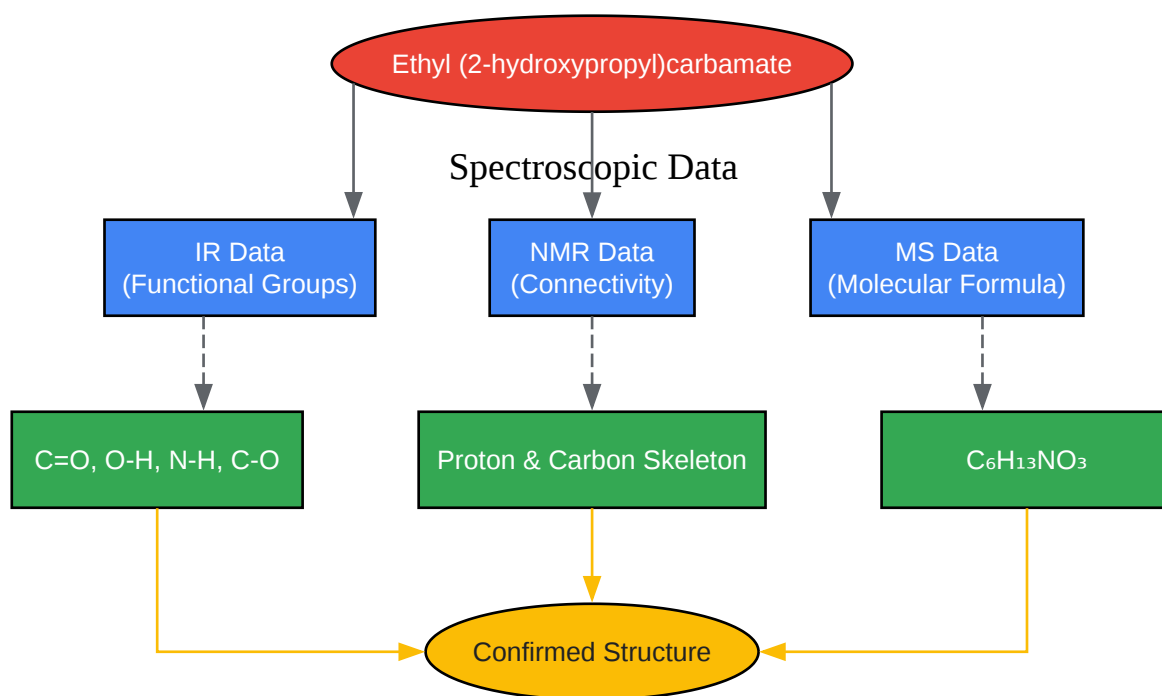 Ethyl (2-hydroxypropyl)carbamate
Spectroscopic Data
IR Data
(Functional Groups)
NMR Data
(Connectivity)
MS Data
(Molecular Formula)
C=O, O-H, N-H, C-O
Proton & Carbon Skeleton
C₆H₁₃NO₃
Confirmed Structure